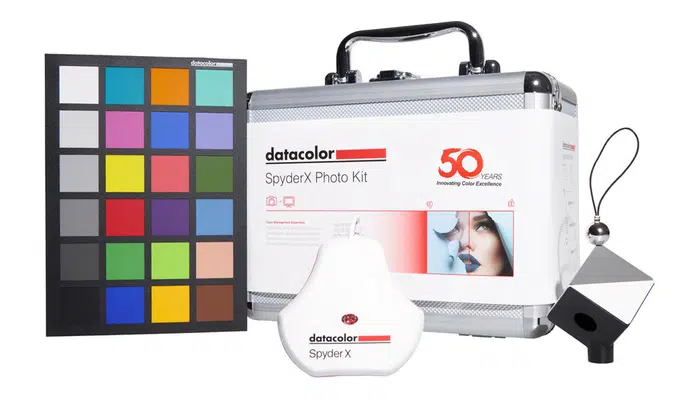 datacolor
datacolor
SpyderX Photo Kit
50 YEARS
Innovating Color Excellence
datacolor
Spyder X